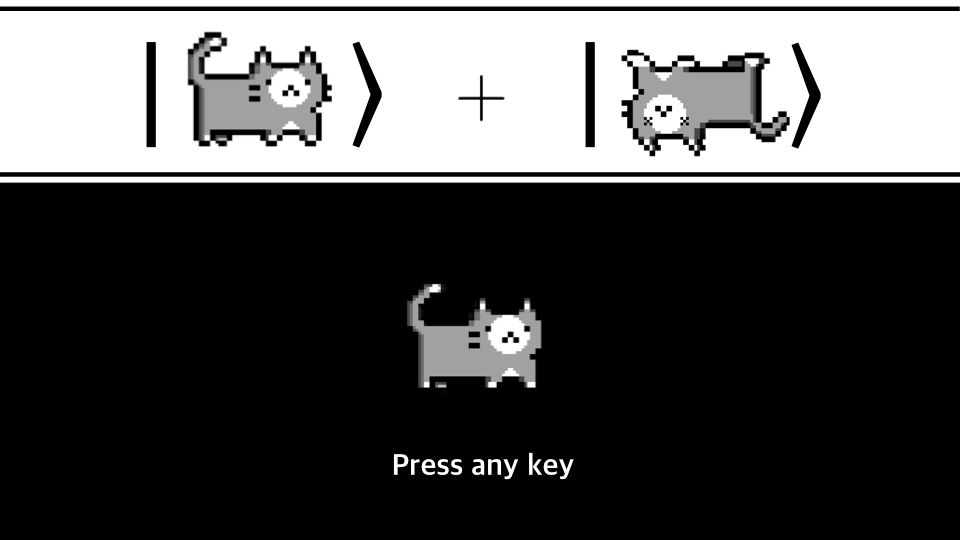 | ⟩ + | ⟩
Press any key